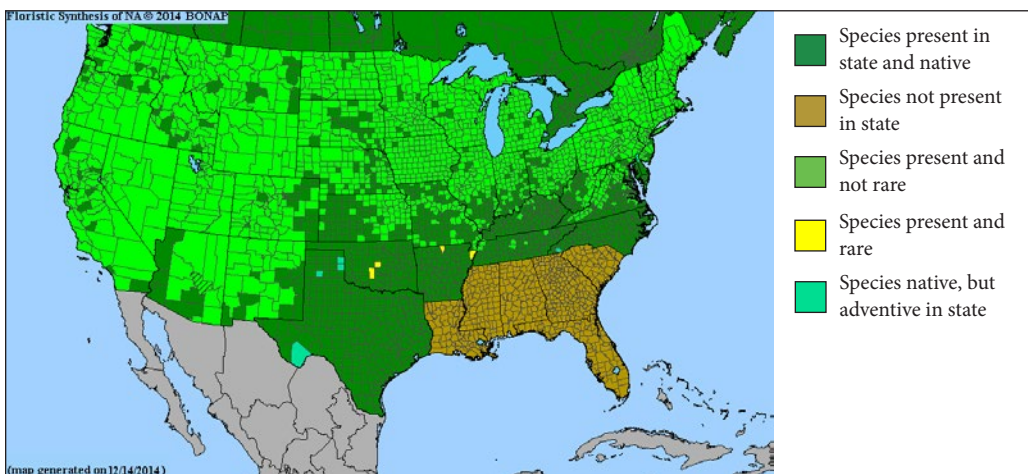 Floristic Synthesis of NA © 2014 BONAP
Species present in
state and native
Species not present
in state
Species present and
not rare
Species present and
rare
Species native, but
adventive in state
(map generated on 12/14/2014)